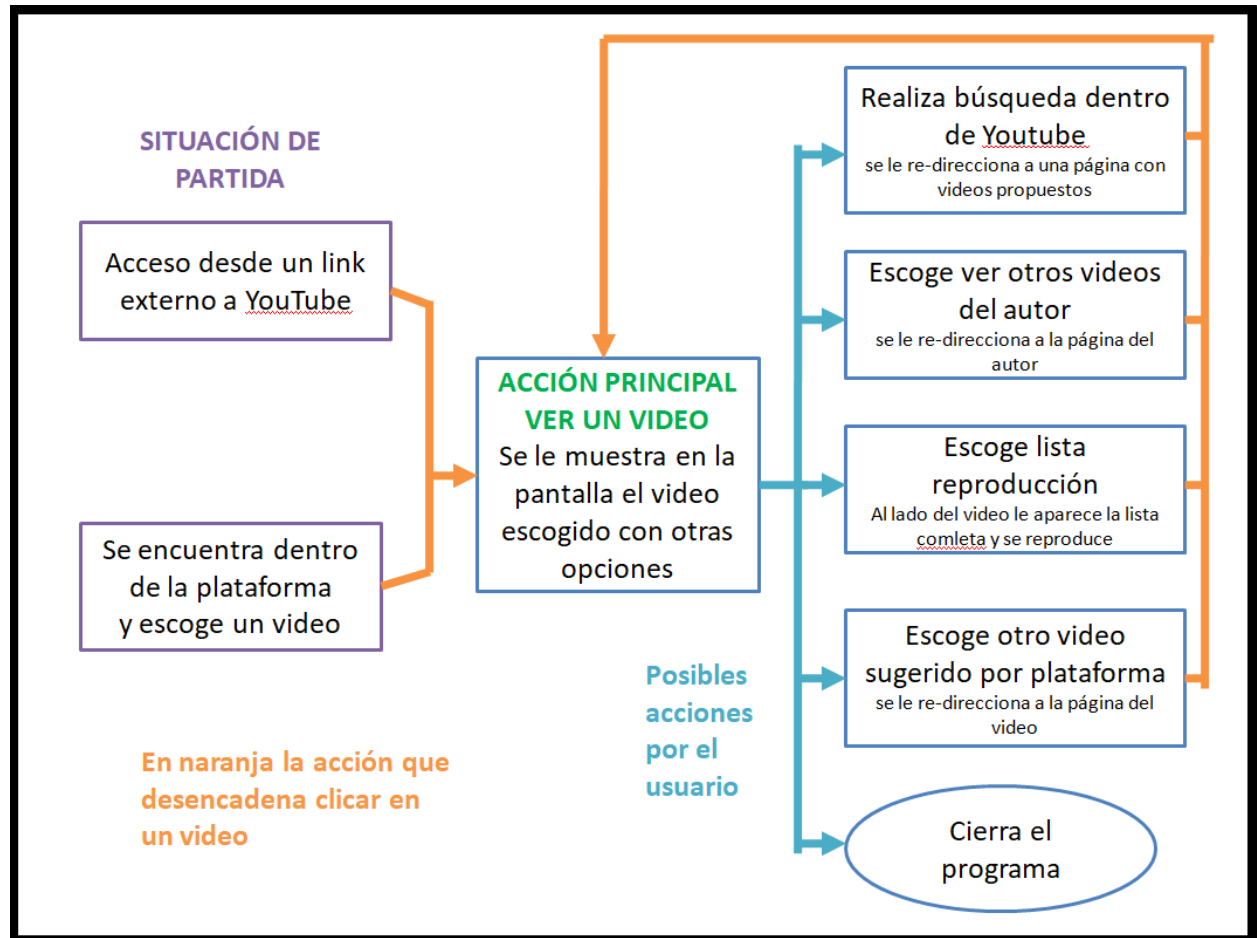 SITUACIÓN DE
PARTIDA
Acceso desde un link
externo a YouTube
Se encuentra dentro
de la plataforma
y escoge un video
En naranja la acción que
desencadena clicar en
un video
ACCIÓN PRINCIPAL
VER UN VIDEO
Se le muestra en la
pantalla el video
escogido con otras
opciones
Posibles
acciones
por el
usuario
Realiza búsqueda dentro
de Youtube
se le re-direcciona a una página con
videos propuestos
Escoge ver otros videos
del autor
se le re-direcciona a la página del
autor
Escoge lista
reproducción
Al lado del video le aparece la lista
comleta y se reproduce
Escoge otro video
sugerido por plataforma
se le re-direcciona a la página del
video
Cierra el
programa